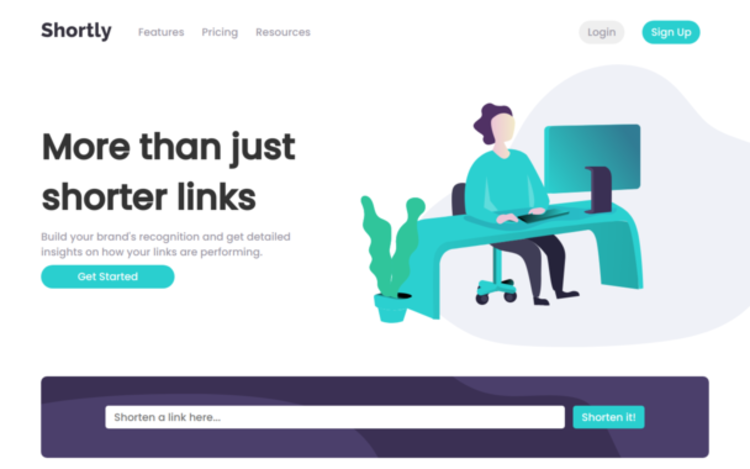 Shortly Features Pricing Resources Login Sign Up
More than just
shorter links
Build your brand's recognition and get detailed
insights on how your links are performing.
Get Started
Shorten a link here... Shorten it!